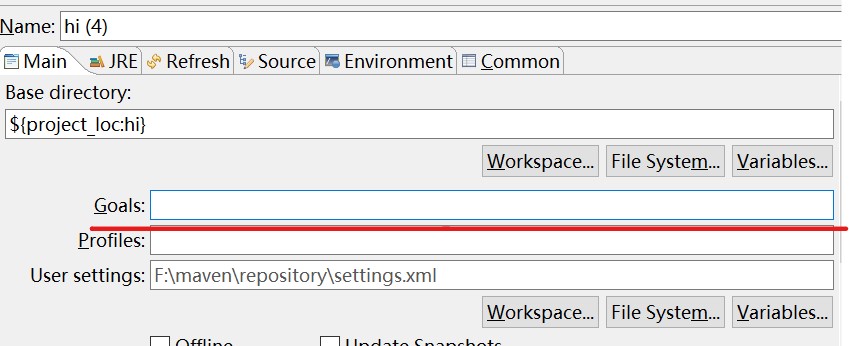 Name: hi (4)
Main JRE Refresh Source Environment Common
Base directory:
${project_loc:hi}
Workspace... File System... Variables...
Goals:
Profiles:
User settings: F:\maven\repository\settings.xml
Workspace... File System... Variables...
Offline Update Snapshots